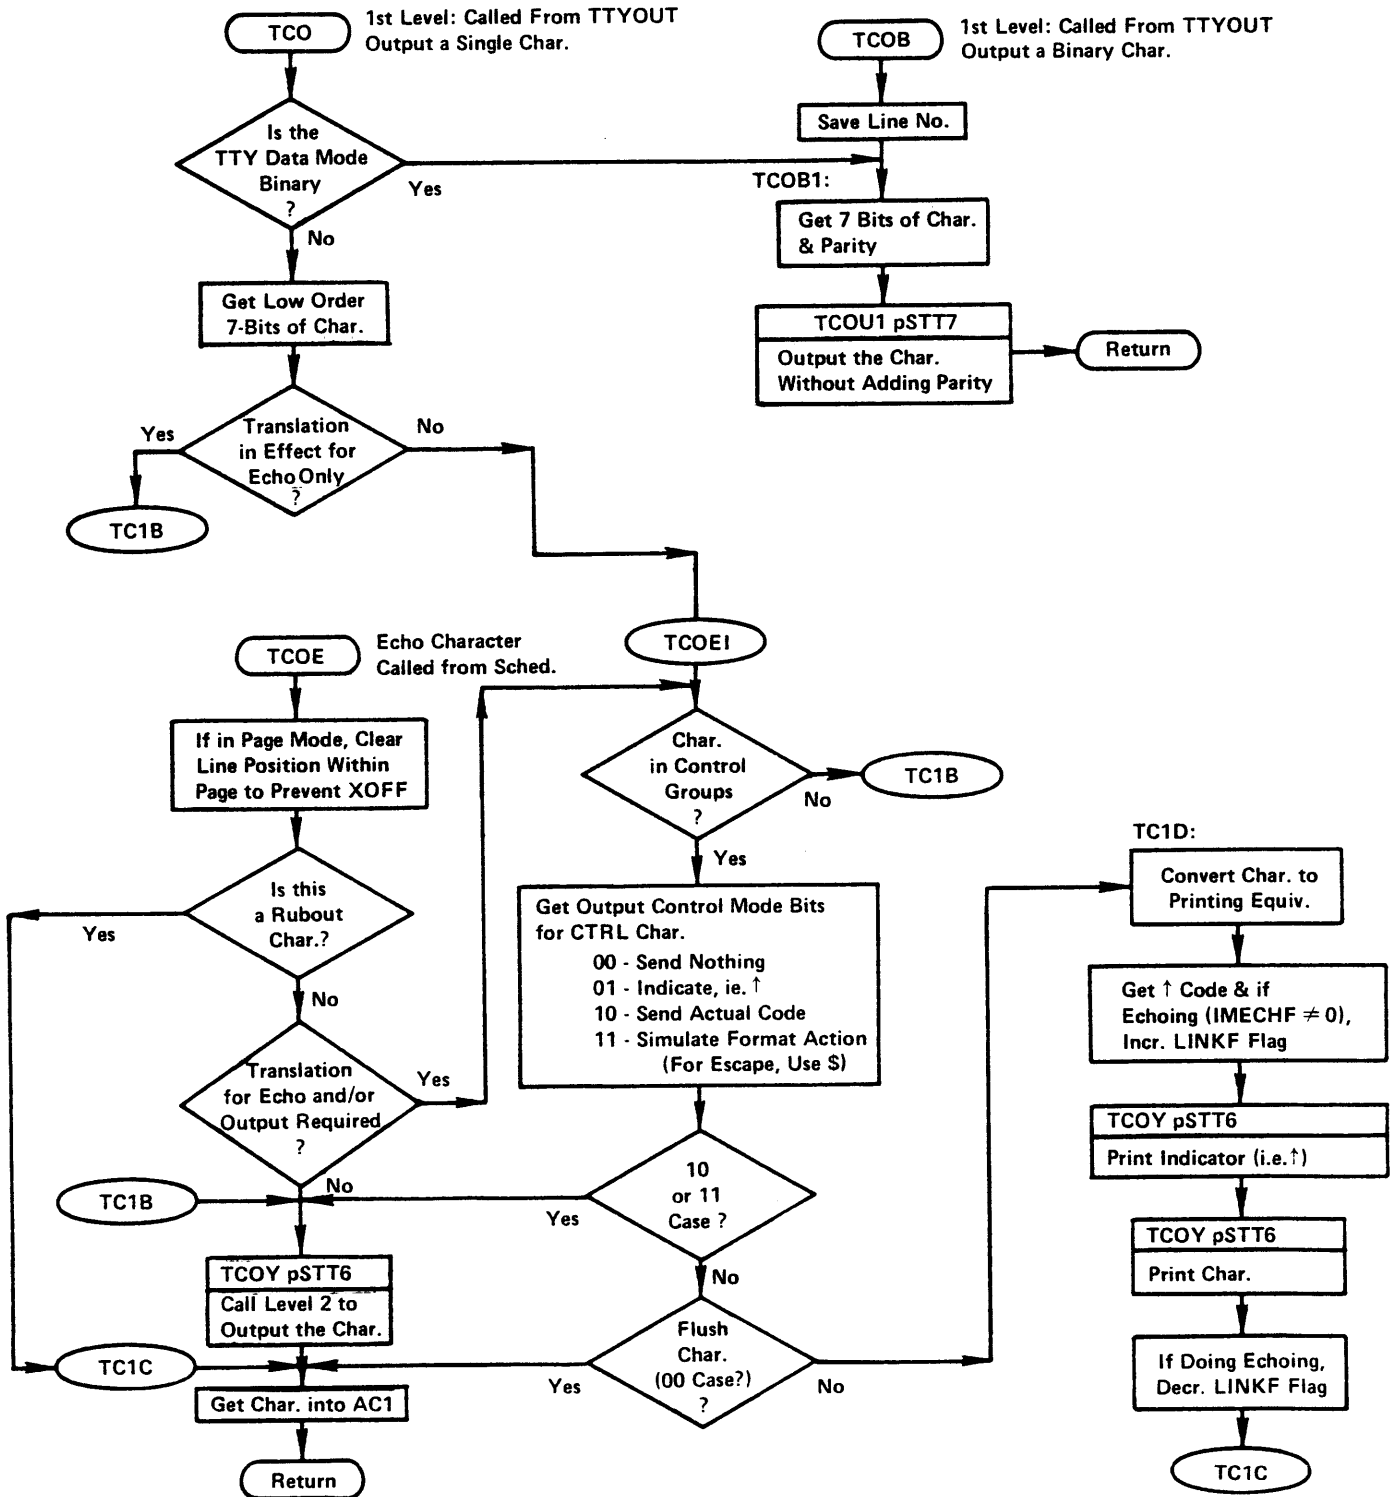 TCO
1st Level: Called From TTYOUT
Output a Single Char.
Is the
TTY Data Mode
Binary
?
Yes
No
Get Low Order
7-Bits of Char.
Translation
in Effect for
Echo Only
?
Yes
No
TC1B
TCOB
1st Level: Called From TTYOUT
Output a Binary Char.
Save Line No.
TCOB1:
Get 7 Bits of Char.
& Parity
TCOU1 pSTT7
Output the Char.
Without Adding Parity
Return
TCOE
Echo Character
Called from Sched.
If in Page Mode, Clear
Line Position Within
Page to Prevent XOFF
Is this
a Rubout
Char.?
Yes
No
Translation
for Echo and/or
Output Required
?
Yes
No
TC1B
TCOY pSTT6
Call Level 2 to
Output the Char.
TC1C
Get Char. into AC1
Return
TCOEI
Char.
in Control
Groups
?
No
TC1B
Yes
Get Output Control Mode Bits
for CTRL Char.
00 - Send Nothing
01 - Indicate, ie. ↑
10 - Send Actual Code
11 - Simulate Format Action
(For Escape, Use $)
10
or 11
Case ?
Yes
No
Flush
Char.
(00 Case?)
?
Yes
No
TC1D:
Convert Char. to
Printing Equiv.
Get ↑ Code & if
Echoing (IMECHF ≠ 0),
Incr. LINKF Flag
TCOY pSTT6
Print Indicator (i.e.↑)
TCOY pSTT6
Print Char.
If Doing Echoing,
Decr. LINKF Flag
TC1C